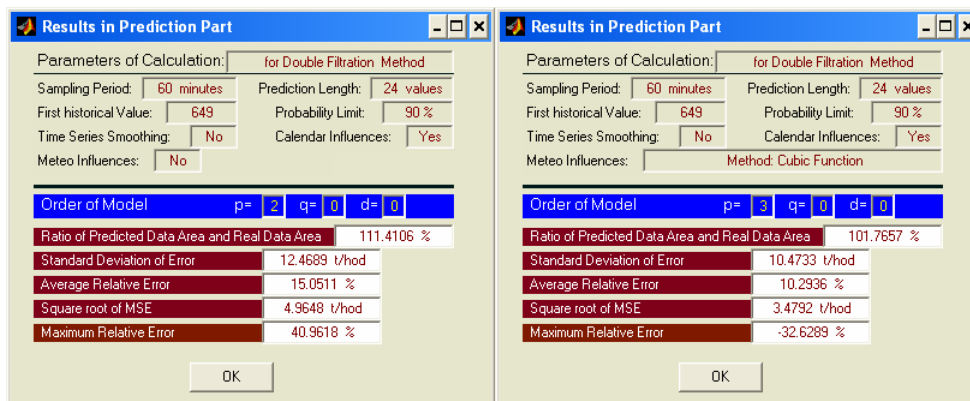 Results in Prediction Part
Parameters of Calculation: for Double Filtration Method
Sampling Period: 60 minutes Prediction Length: 24 values
First historical Value: 649 Probability Limit: 90 %
Time Series Smoothing: No Calendar Influences: Yes
Meteo Influences: No
Order of Model p= 2 q= 0 d= 0
Ratio of Predicted Data Area and Real Data Area 111.4106 %
Standard Deviation of Error 12.4689 t/hod
Average Relative Error 15.0511 %
Square root of MSE 4.9648 t/hod
Maximum Relative Error 40.9618 %
OK
Results in Prediction Part
Parameters of Calculation: for Double Filtration Method
Sampling Period: 60 minutes Prediction Length: 24 values
First historical Value: 649 Probability Limit: 90 %
Time Series Smoothing: No Calendar Influences: Yes
Meteo Influences: Method: Cubic Function
Order of Model p= 3 q= 0 d= 0
Ratio of Predicted Data Area and Real Data Area 101.7657 %
Standard Deviation of Error 10.4733 t/hod
Average Relative Error 10.2936 %
Square root of MSE 3.4792 t/hod
Maximum Relative Error -32.6289 %
OK